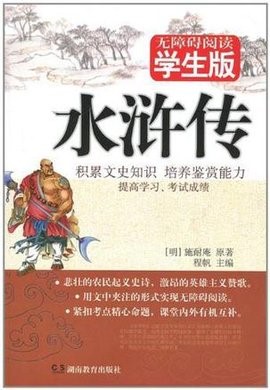 无障碍阅读
学生版
水浒传
积累文史知识 培养鉴赏能力
提高学习、考试成绩
[明] 施耐庵 原著
程帆 主编
悲壮的农民起义史诗，激昂的英雄主义赞歌。
·用文中夹注的形式实现无障碍阅读。
·紧扣考点精心命题，课堂内外有机互补。
CS 湖南教育出版社